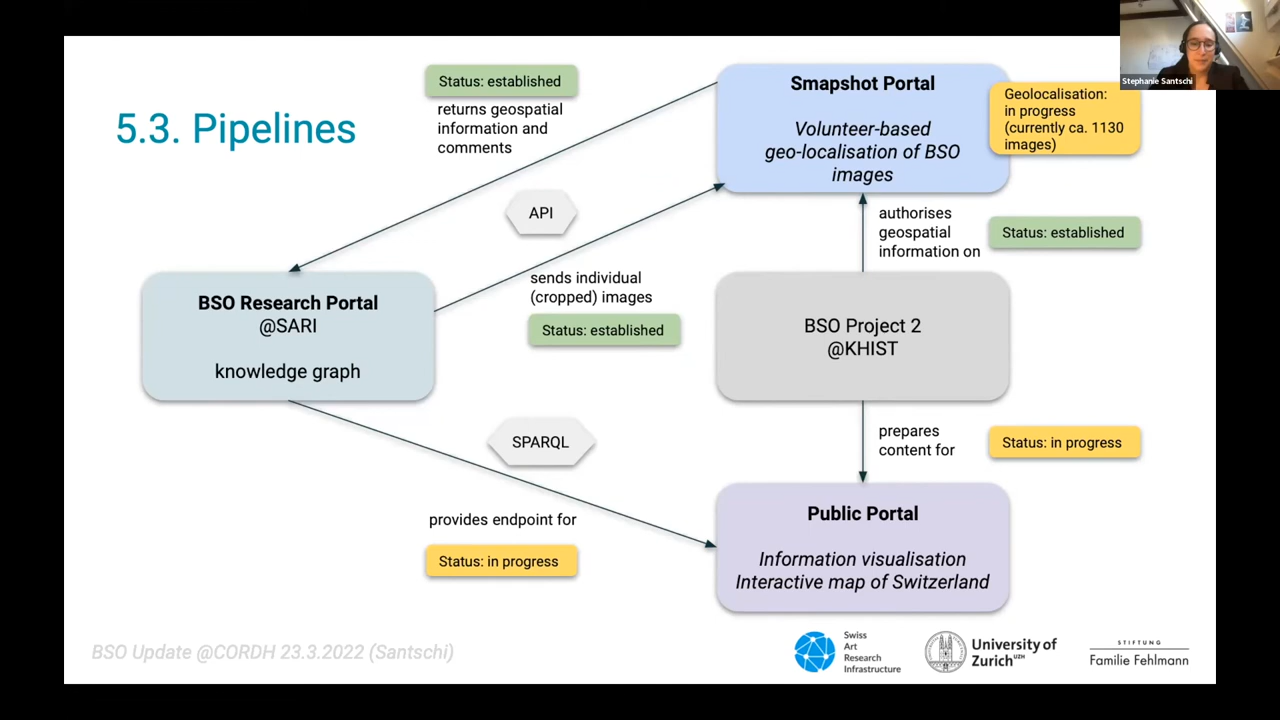 Stephanie Santschi
5.3. Pipelines
Status: established
returns geospatial
information and
comments
API
Smapshot Portal
Volunteer-based
geo-localisation of BSO
images
Geolocalisation:
in progress
(currently ca. 1130
images)
authorises
geospatial
information on
Status: established
sends individual
(cropped) images
Status: established
BSO Research Portal
@SARI
knowledge graph
BSO Project 2
@KHIST
SPARQL
prepares
content for
Status: in progress
provides endpoint for
Status: in progress
Public Portal
Information visualisation
Interactive map of Switzerland
BSO Update @CORDH 23.3.2022 (Santschi)
Swiss
Art
Research
Infrastructure
University of
Zurich UZH
STIFTUNG
Familie Fehlmann